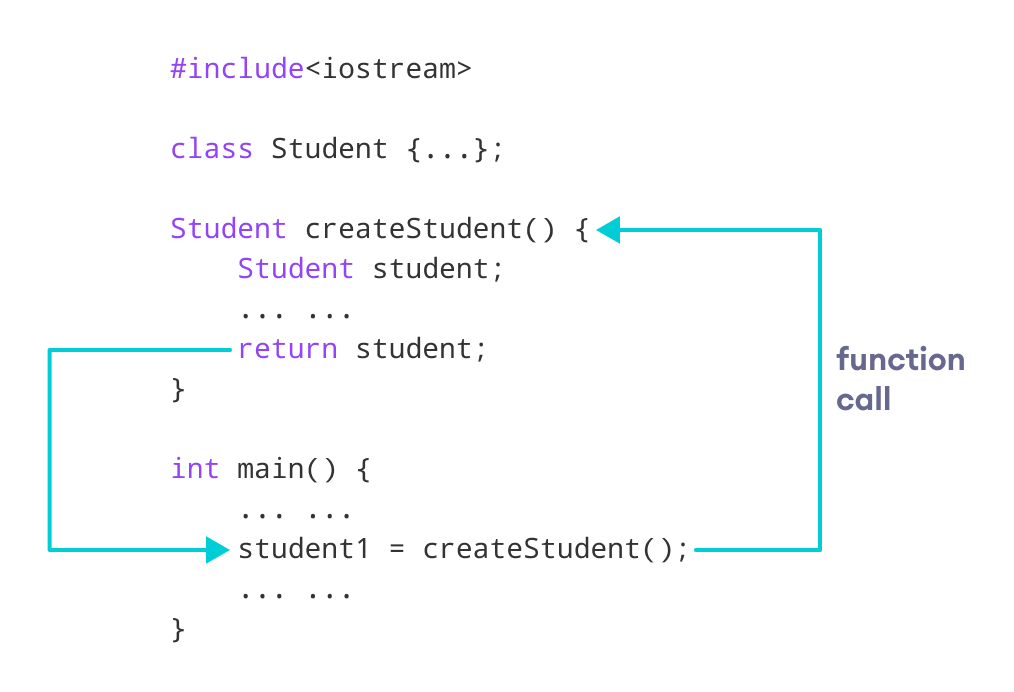 #include<iostream>
class Student {...};
Student createStudent() {
    Student student;
    ... ...
    return student;
}
function
call
int main() {
    ... ...
    student1 = createStudent();
    ... ...
}